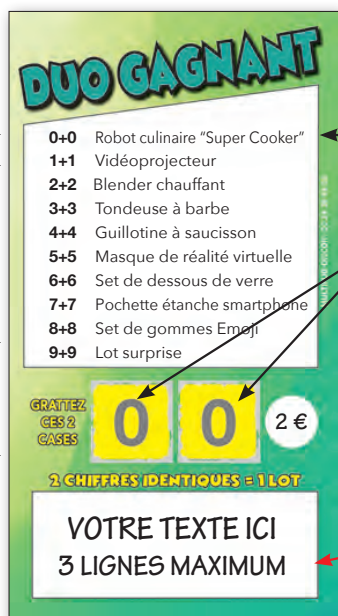 DUO GAGNANT
0+0 Robot culinaire “Super Cooker”
1+1 Vidéoprojecteur
2+2 Blender chauffant
3+3 Tondeuse à barbe
4+4 Guillotine à saucisson
5+5 Masque de réalité virtuelle
6+6 Set de dessous de verre
7+7 Pochette étanche smartphone
8+8 Set de gommes Emoji
9+9 Lot surprise
GRATTEZ
CES 2
CASES
0 0
2 €
2 CHIFFRES IDENTIQUES = 1 LOT
VOTRE TEXTE ICI
3 LIGNES MAXIMUM